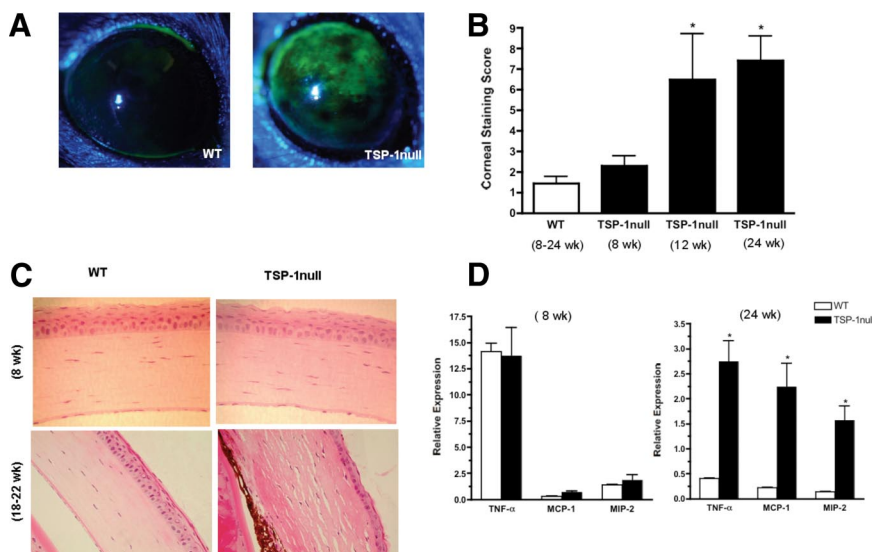 A
WT
TSP-1null
B
Corneal Staining Score
9
8
7
6
5
4
3
2
1
0
*
*
WT TSP-1null TSP-1null TSP-1null
(8-24 wk) (8 wk) (12 wk) (24 wk)
C
WT TSP-1null
(8 wk)
(18-22 wk)
D
( 8 wk)
Relative Expression
17.5
15.0
12.5
10.0
7.5
5.0
2.5
0.0
TNF-α MCP-1 MIP-2
(24 wk)
WT
TSP-1null
Relative Expression
3.5
3.0
2.5
2.0
1.5
1.0
0.5
0.0
*
*
*
TNF-α MCP-1 MIP-2